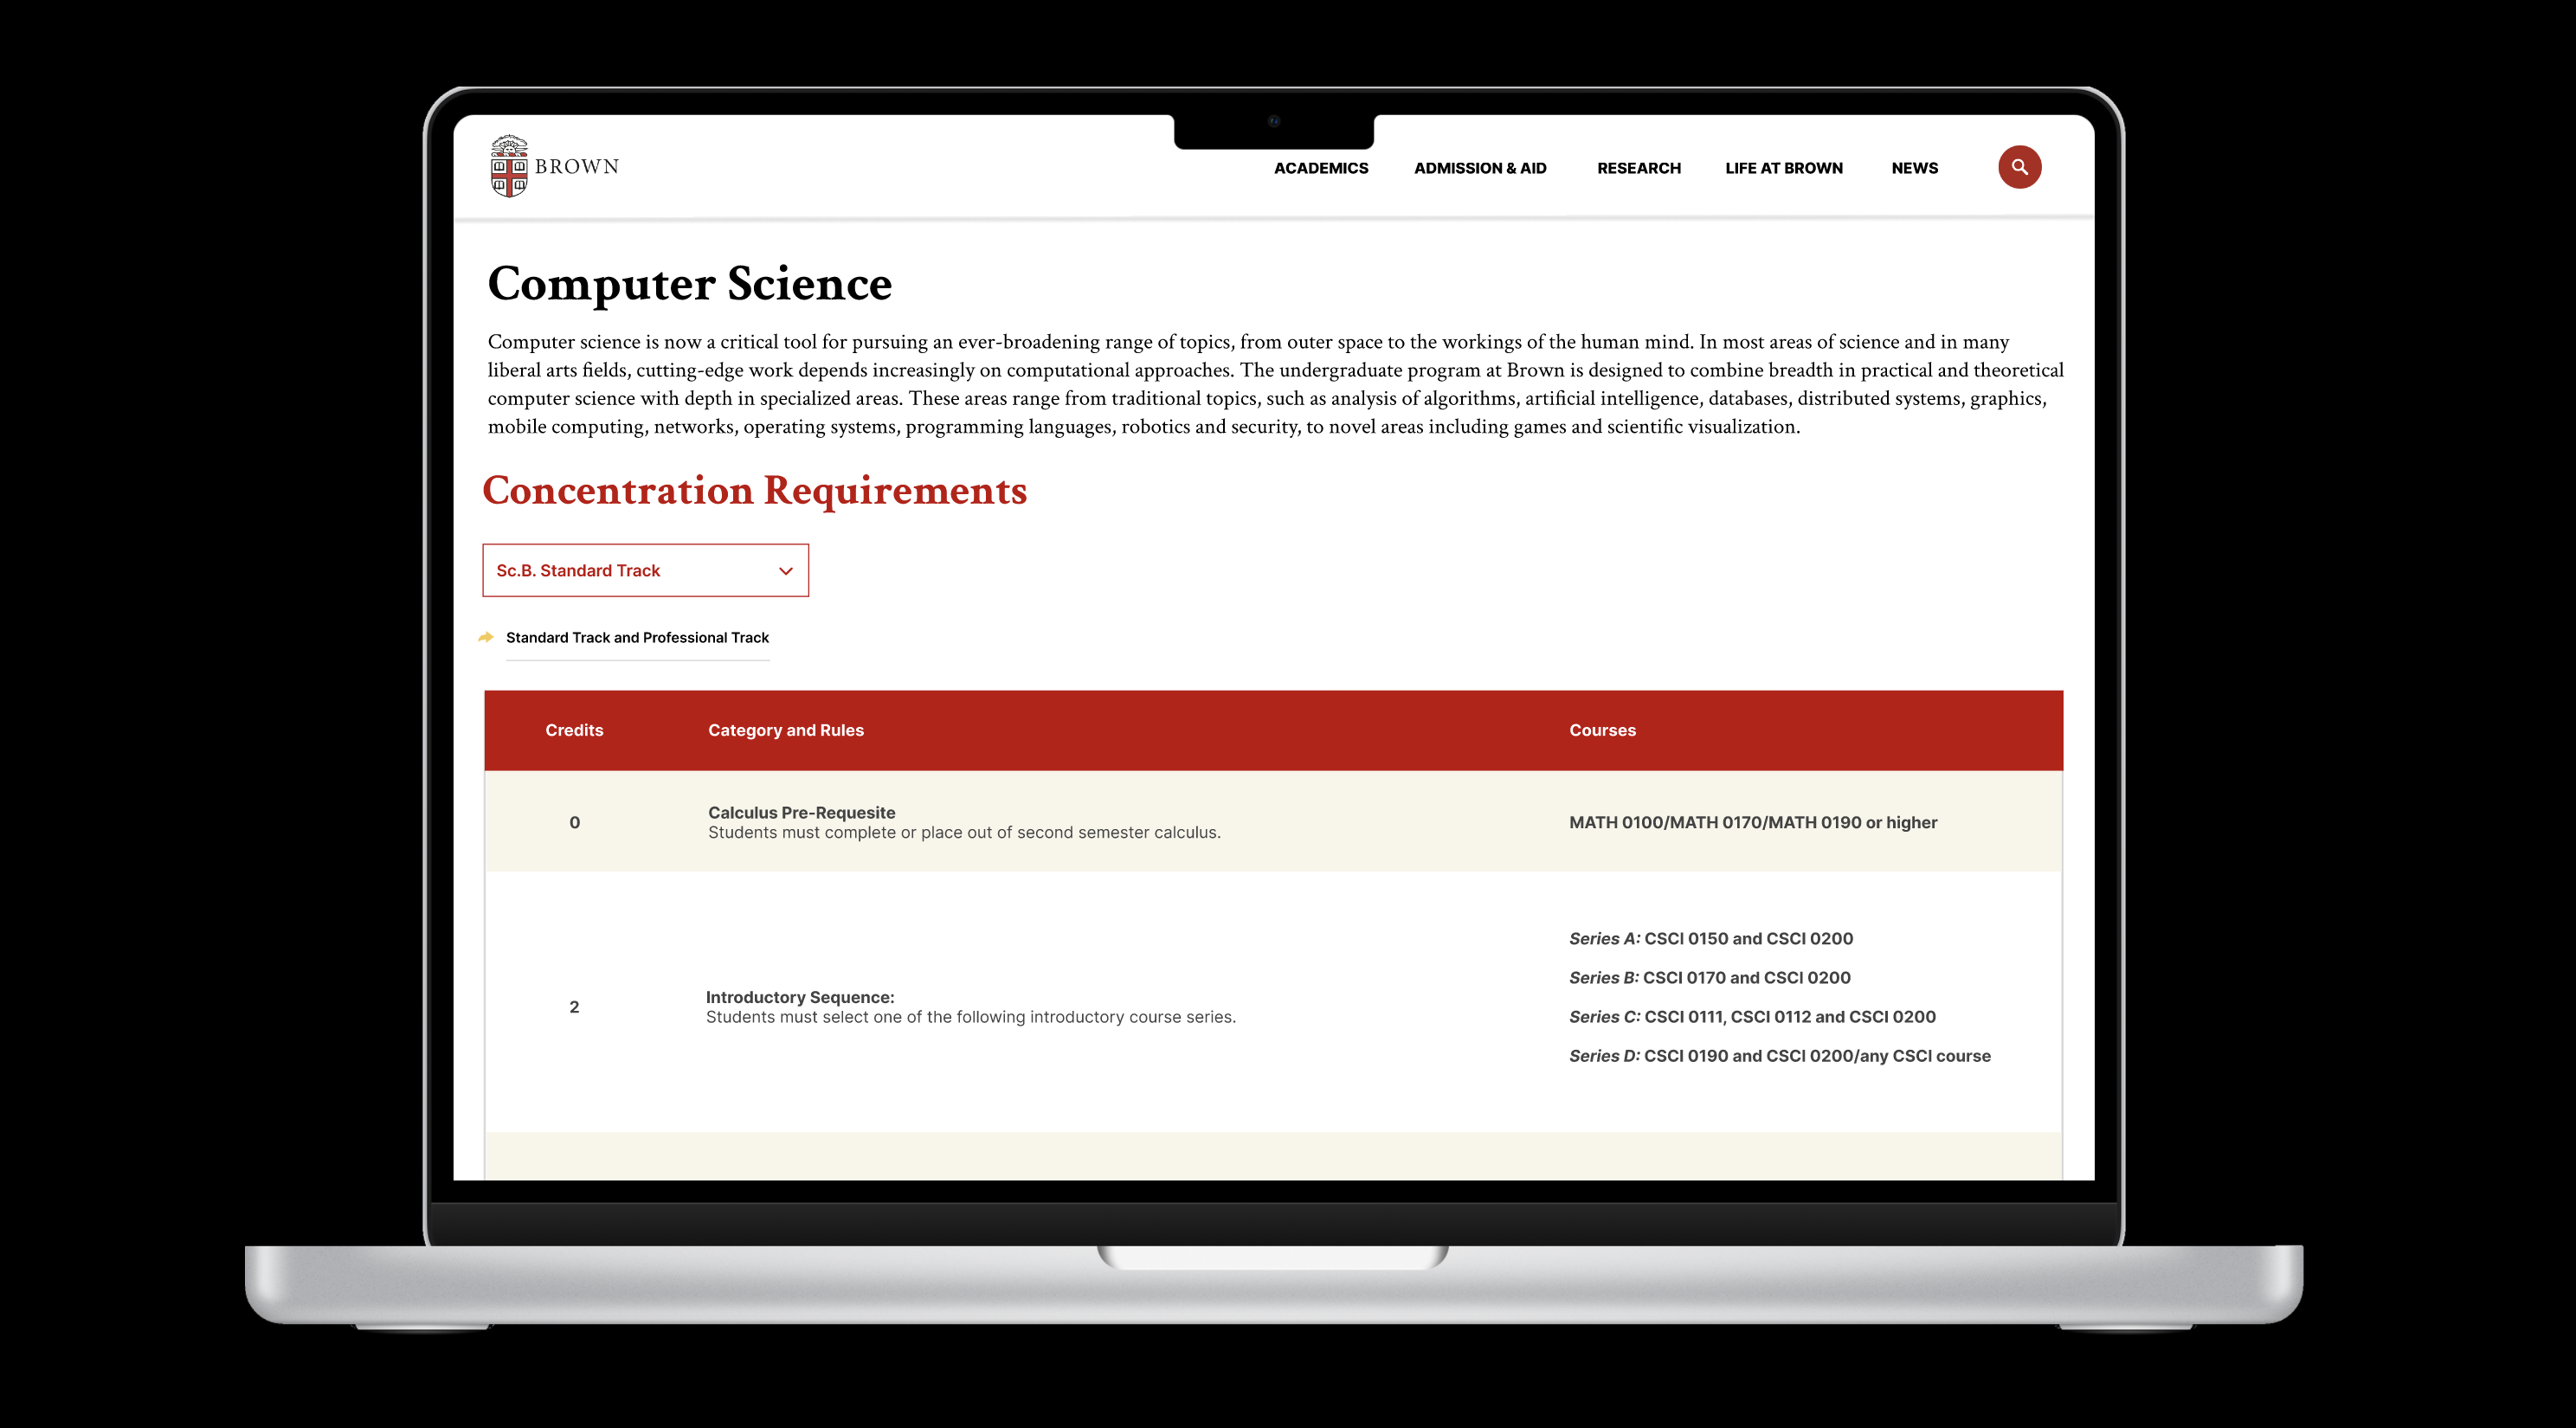 BROWN
ACADEMICS ADMISSION & AID RESEARCH LIFE AT BROWN NEWS
Computer Science
Computer science is now a critical tool for pursuing an ever-broadening range of topics, from outer space to the workings of the human mind. In most areas of science and in many
liberal arts fields, cutting-edge work depends increasingly on computational approaches. The undergraduate program at Brown is designed to combine breadth in practical and theoretical
computer science with depth in specialized areas. These areas range from traditional topics, such as analysis of algorithms, artificial intelligence, databases, distributed systems, graphics,
mobile computing, networks, operating systems, programming languages, robotics and security, to novel areas including games and scientific visualization.
Concentration Requirements
Sc.B. Standard Track
Standard Track and Professional Track
Credits Category and Rules Courses
0
Calculus Pre-Requesite
Students must complete or place out of second semester calculus.
MATH 0100/MATH 0170/MATH 0190 or higher
2
Introductory Sequence:
Students must select one of the following introductory course series.
Series A: CSCI 0150 and CSCI 0200
Series B: CSCI 0170 and CSCI 0200
Series C: CSCI 0111, CSCI 0112 and CSCI 0200
Series D: CSCI 0190 and CSCI 0200/any CSCI course